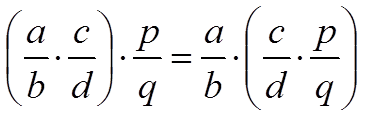 (a/b · c/d) · p/q = a/b · (c/d · p/q)